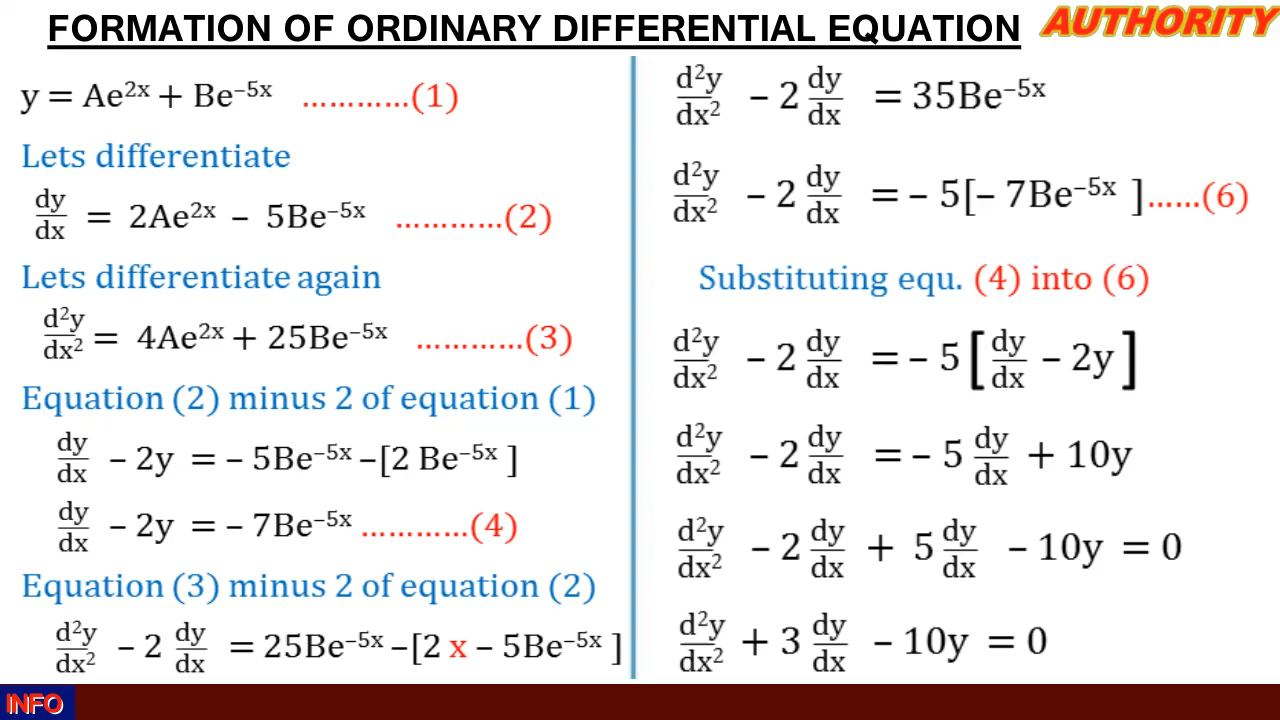 FORMATION OF ORDINARY DIFFERENTIAL EQUATION
AUTHORITY
y = Ae²ˣ + Be⁻⁵ˣ …………(1)
Lets differentiate
dy/dx = 2Ae²ˣ – 5Be⁻⁵ˣ …………(2)
Lets differentiate again
d²y/dx² = 4Ae²ˣ + 25Be⁻⁵ˣ …………(3)
Equation (2) minus 2 of equation (1)
dy/dx – 2y = – 5Be⁻⁵ˣ –[2 Be⁻⁵ˣ ]
dy/dx – 2y = – 7Be⁻⁵ˣ …………(4)
Equation (3) minus 2 of equation (2)
d²y/dx² – 2 dy/dx = 25Be⁻⁵ˣ –[2 x – 5Be⁻⁵ˣ ]
d²y/dx² – 2 dy/dx = 35Be⁻⁵ˣ
d²y/dx² – 2 dy/dx = – 5[– 7Be⁻⁵ˣ ]……(6)
Substituting equ. (4) into (6)
d²y/dx² – 2 dy/dx = – 5 [dy/dx – 2y]
d²y/dx² – 2 dy/dx = – 5 dy/dx + 10y
d²y/dx² – 2 dy/dx + 5 dy/dx – 10y = 0
d²y/dx² + 3 dy/dx – 10y = 0
INFO